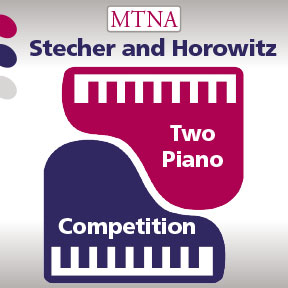 MTNA
Stecher and Horowitz
Two
Piano
Competition